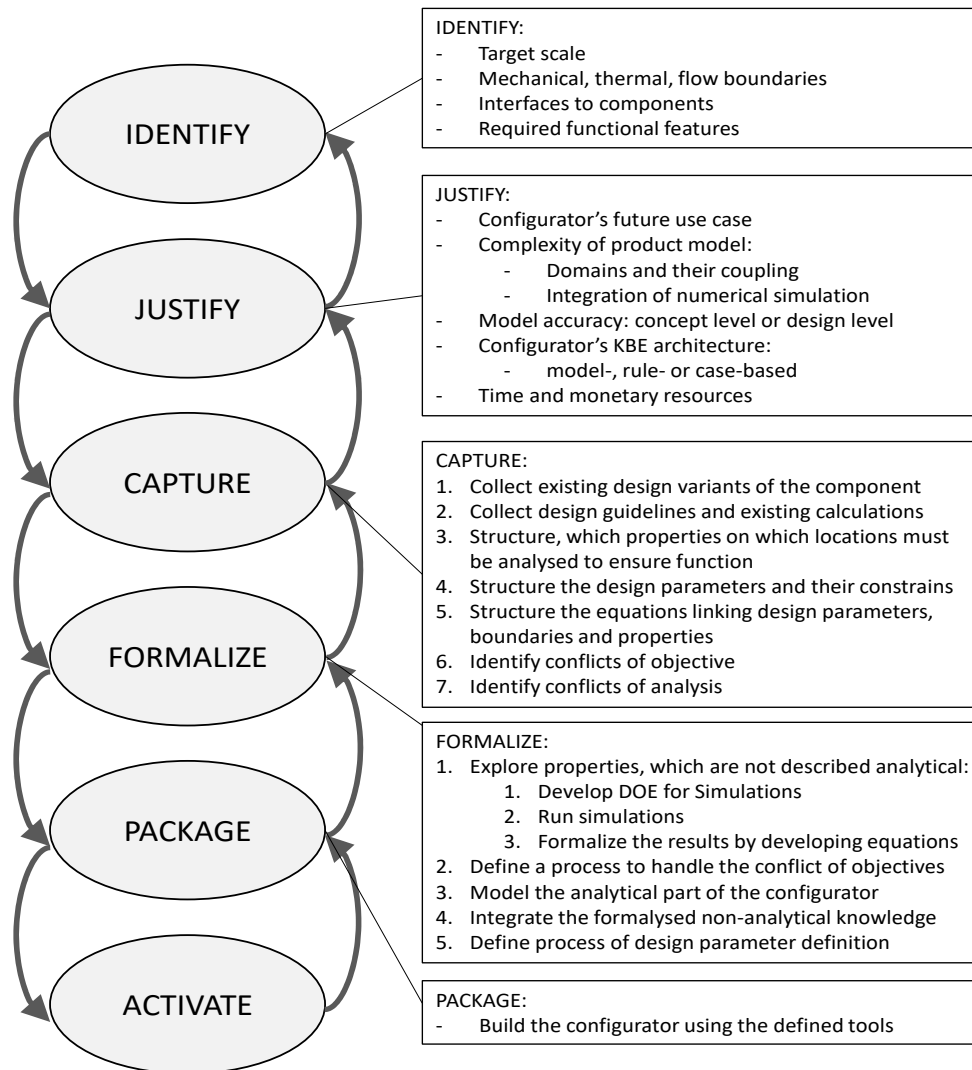 IDENTIFY
JUSTIFY
CAPTURE
FORMALIZE
PACKAGE
ACTIVATE
IDENTIFY:
- Target scale
- Mechanical, thermal, flow boundaries
- Interfaces to components
- Required functional features
JUSTIFY:
- Configurator’s future use case
- Complexity of product model:
- Domains and their coupling
- Integration of numerical simulation
- Model accuracy: concept level or design level
- Configurator’s KBE architecture:
- model-, rule- or case-based
- Time and monetary resources
CAPTURE:
1. Collect existing design variants of the component
2. Collect design guidelines and existing calculations
3. Structure, which properties on which locations must
be analysed to ensure function
4. Structure the design parameters and their constrains
5. Structure the equations linking design parameters,
boundaries and properties
6. Identify conflicts of objective
7. Identify conflicts of analysis
FORMALIZE:
1. Explore properties, which are not described analytical:
1. Develop DOE for Simulations
2. Run simulations
3. Formalize the results by developing equations
2. Define a process to handle the conflict of objectives
3. Model the analytical part of the configurator
4. Integrate the formalysed non-analytical knowledge
5. Define process of design parameter definition
PACKAGE:
- Build the configurator using the defined tools